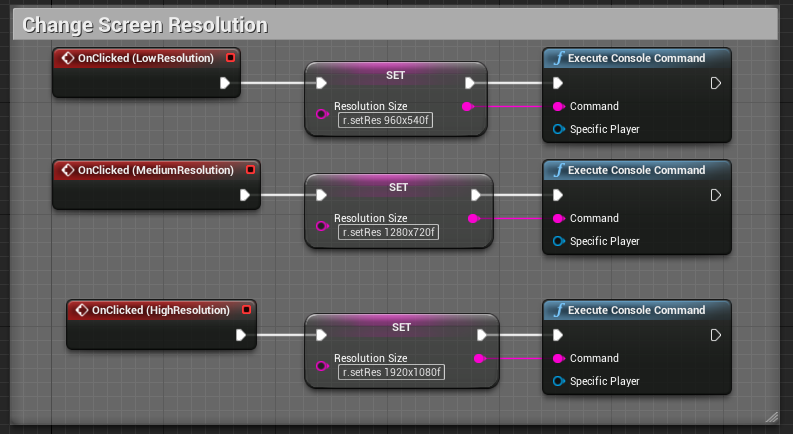 Change Screen Resolution
OnClicked (LowResolution)
SET
Resolution Size
r.setRes 960x540f
f Execute Console Command
Command
Specific Player
OnClicked (MediumResolution)
SET
Resolution Size
r.setRes 1280x720f
f Execute Console Command
Command
Specific Player
OnClicked (HighResolution)
SET
Resolution Size
r.setRes 1920x1080f
f Execute Console Command
Command
Specific Player